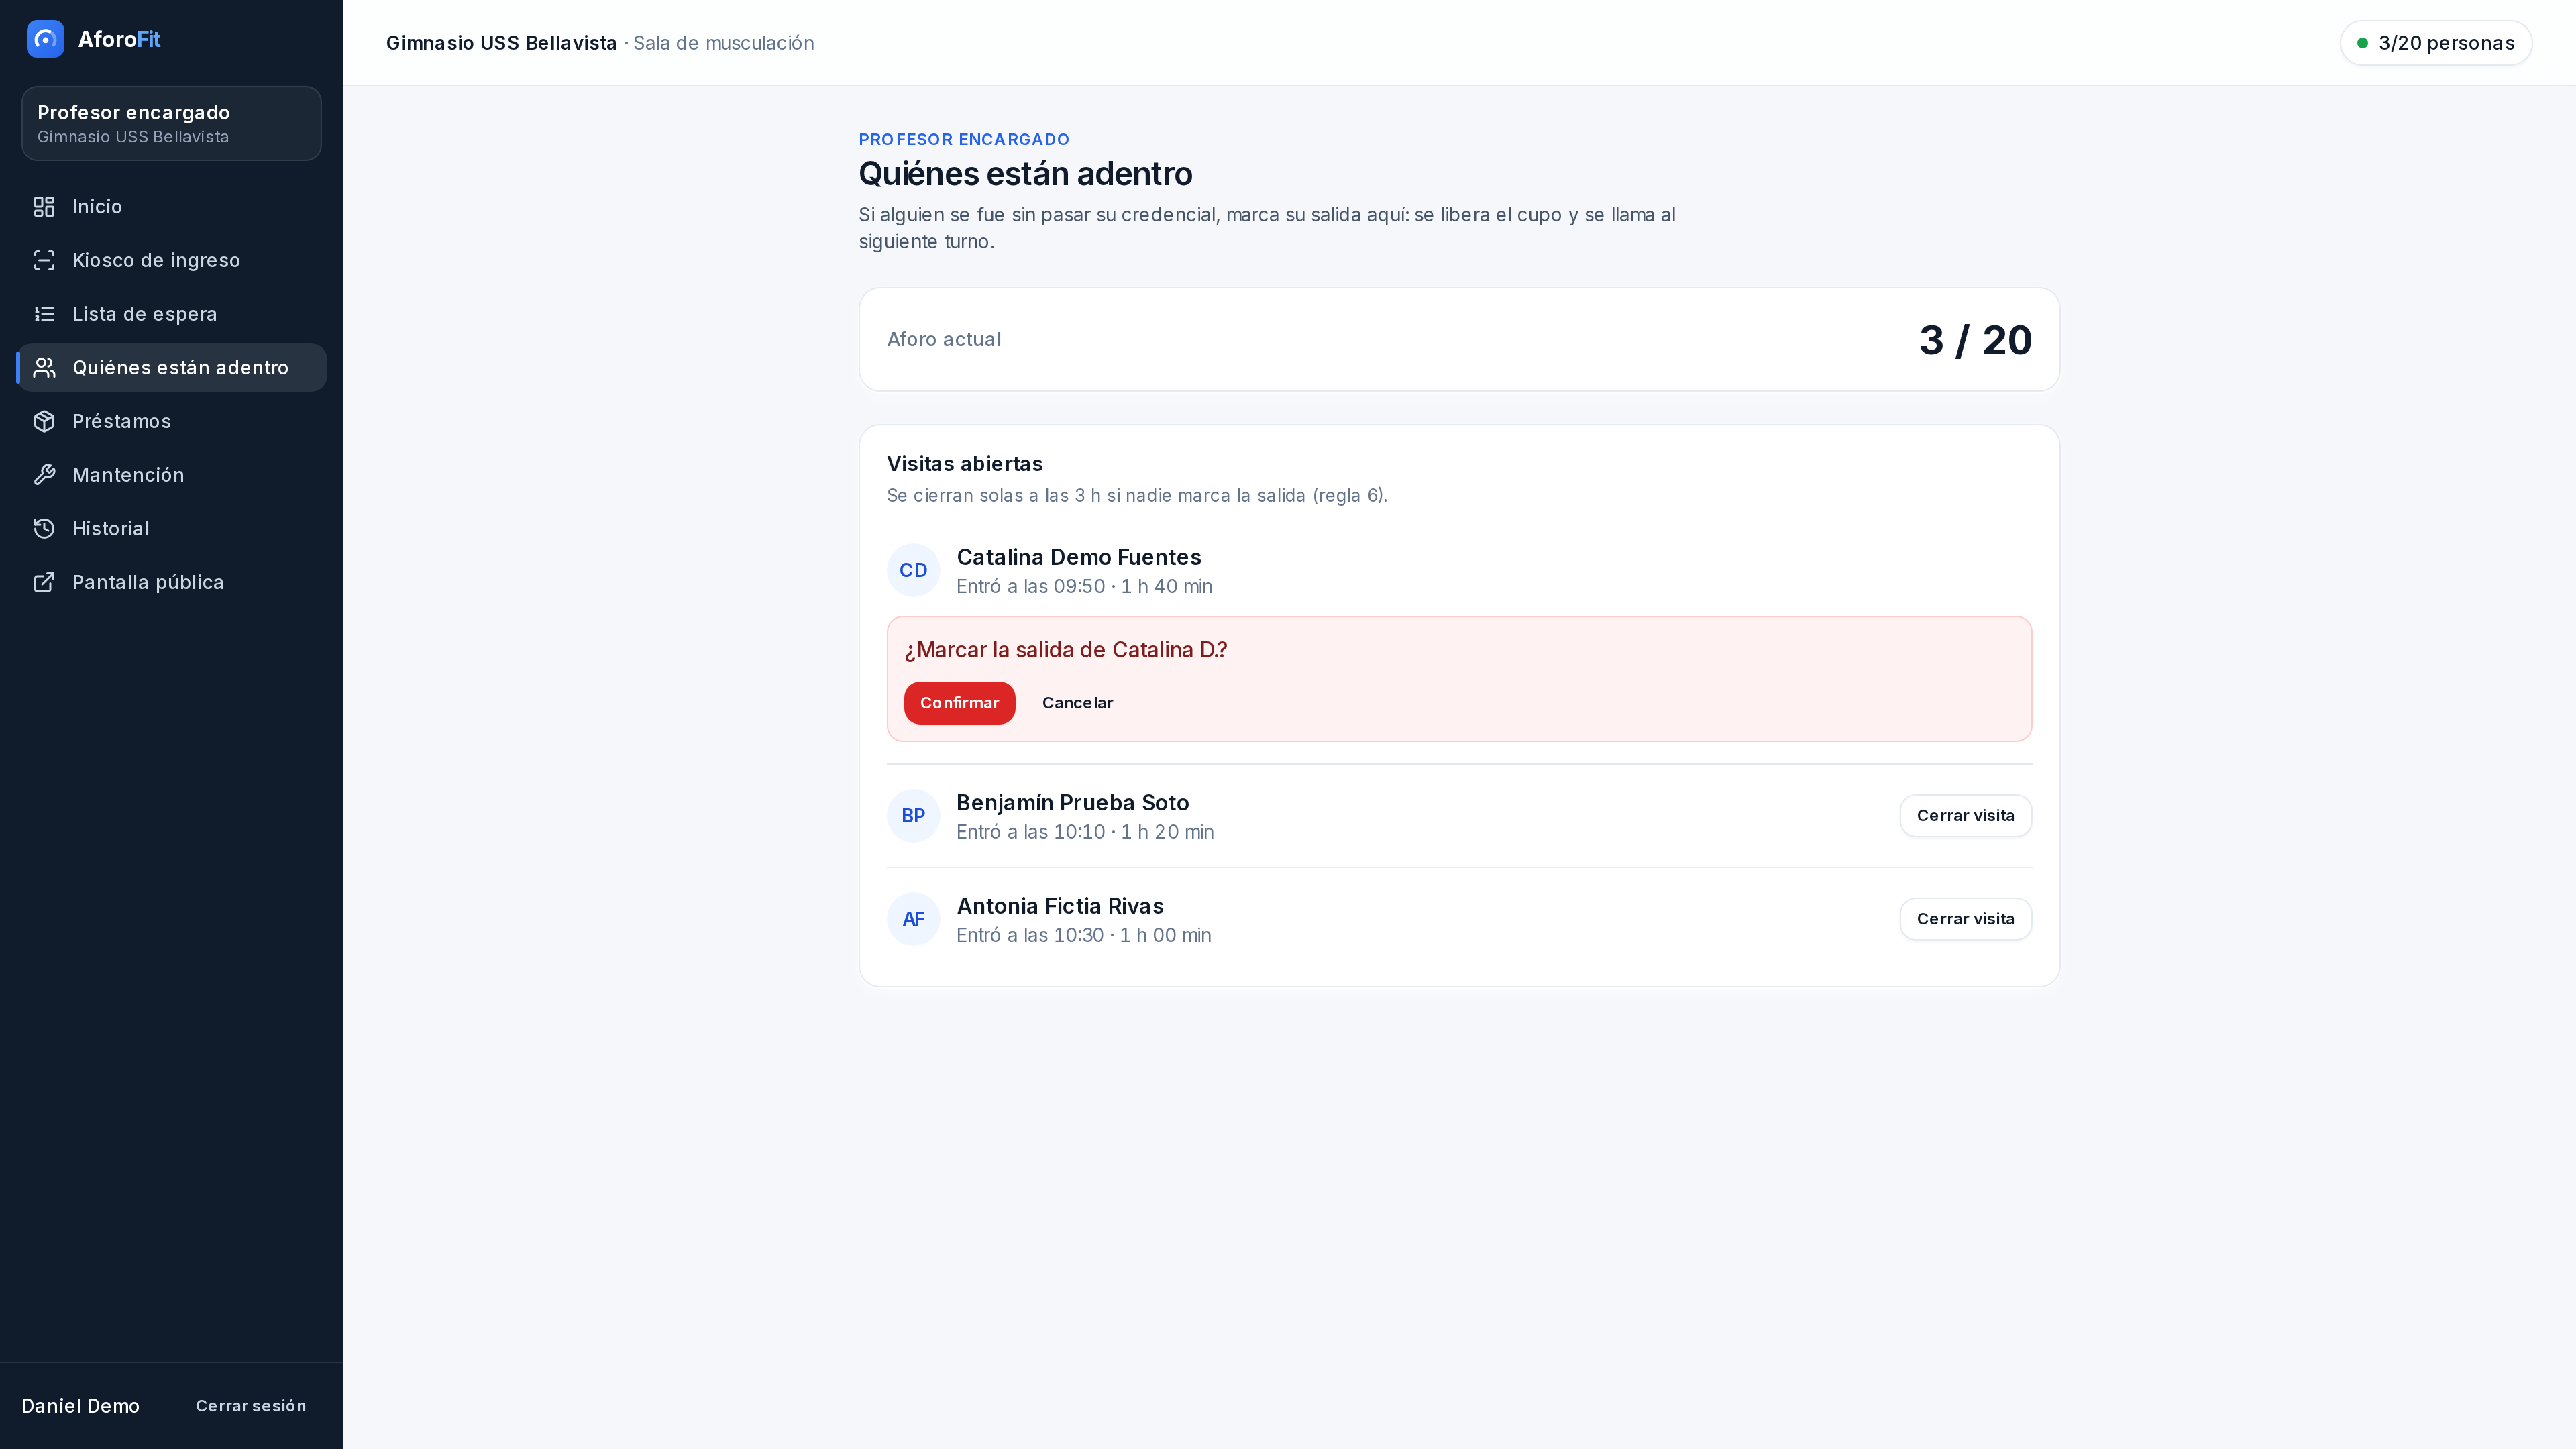 AforoFit
Profesor encargado
Gimnasio USS Bellavista
Inicio
Kiosco de ingreso
Lista de espera
Quiénes están adentro
Préstamos
Mantención
Historial
Pantalla pública
Daniel Demo
Cerrar sesión
Gimnasio USS Bellavista · Sala de musculación
3/20 personas
PROFESOR ENCARGADO
Quiénes están adentro
Si alguien se fue sin pasar su credencial, marca su salida aquí: se libera el cupo y se llama al
siguiente turno.
Aforo actual
3 / 20
Visitas abiertas
Se cierran solas a las 3 h si nadie marca la salida (regla 6).
CD
Catalina Demo Fuentes
Entró a las 09:50 · 1 h 40 min
¿Marcar la salida de Catalina D.?
Confirmar
Cancelar
BP
Benjamín Prueba Soto
Entró a las 10:10 · 1 h 20 min
Cerrar visita
AF
Antonia Fictia Rivas
Entró a las 10:30 · 1 h 00 min
Cerrar visita